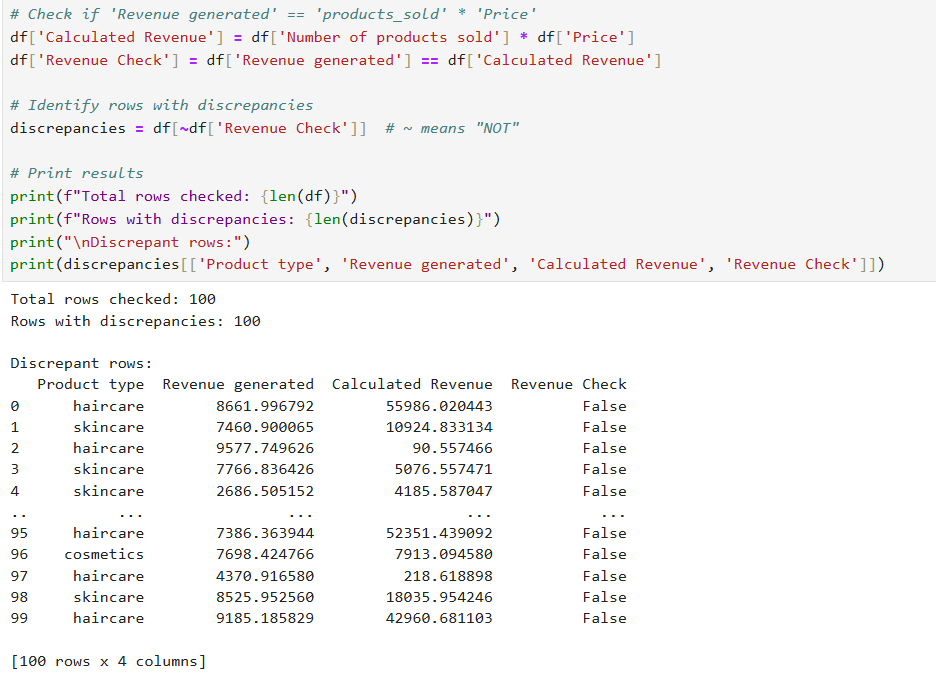 # Check if 'Revenue generated' == 'products_sold' * 'Price'
df['Calculated Revenue'] = df['Number of products sold'] * df['Price']
df['Revenue Check'] = df['Revenue generated'] == df['Calculated Revenue']

# Identify rows with discrepancies
discrepancies = df[~df['Revenue Check']]  # ~ means "NOT"

# Print results
print(f"Total rows checked: {len(df)}")
print(f"Rows with discrepancies: {len(discrepancies)}")
print("\nDiscrepant rows:")
print(discrepancies[['Product type', 'Revenue generated', 'Calculated Revenue', 'Revenue Check']])
Total rows checked: 100
Rows with discrepancies: 100

Discrepant rows:
   Product type  Revenue generated  Calculated Revenue  Revenue Check
0      haircare        8661.996792        55986.020443          False
1      skincare        7460.900065        10924.833134          False
2      haircare        9577.749626           90.557466          False
3      skincare        7766.836426         5076.557471          False
4      skincare        2686.505152         4185.587047          False
..          ...                ...                 ...            ...
95     haircare        7386.363944        52351.439092          False
96    cosmetics        7698.424766         7913.094580          False
97     haircare        4370.916580          218.618898          False
98     skincare        8525.952560        18035.954246          False
99     haircare        9185.185829        42960.681103          False

[100 rows x 4 columns]